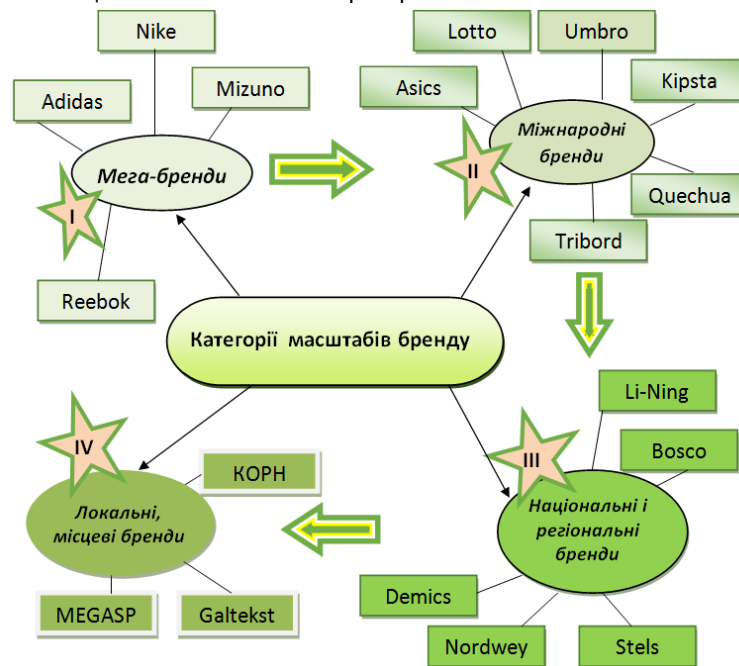 Nike
Adidas
Mizuno
Мега-бренди
I
Reebok
Lotto
Umbro
Asics
Kipsta
Міжнародні
бренди
II
Quechua
Tribord
Категорії масштабів бренду
Li-Ning
Bosco
III
Національні і
регіональні
бренди
Demics
Nordwey
Stels
IV
КОРН
Локальні,
місцеві бренди
MEGASP
Galtekst